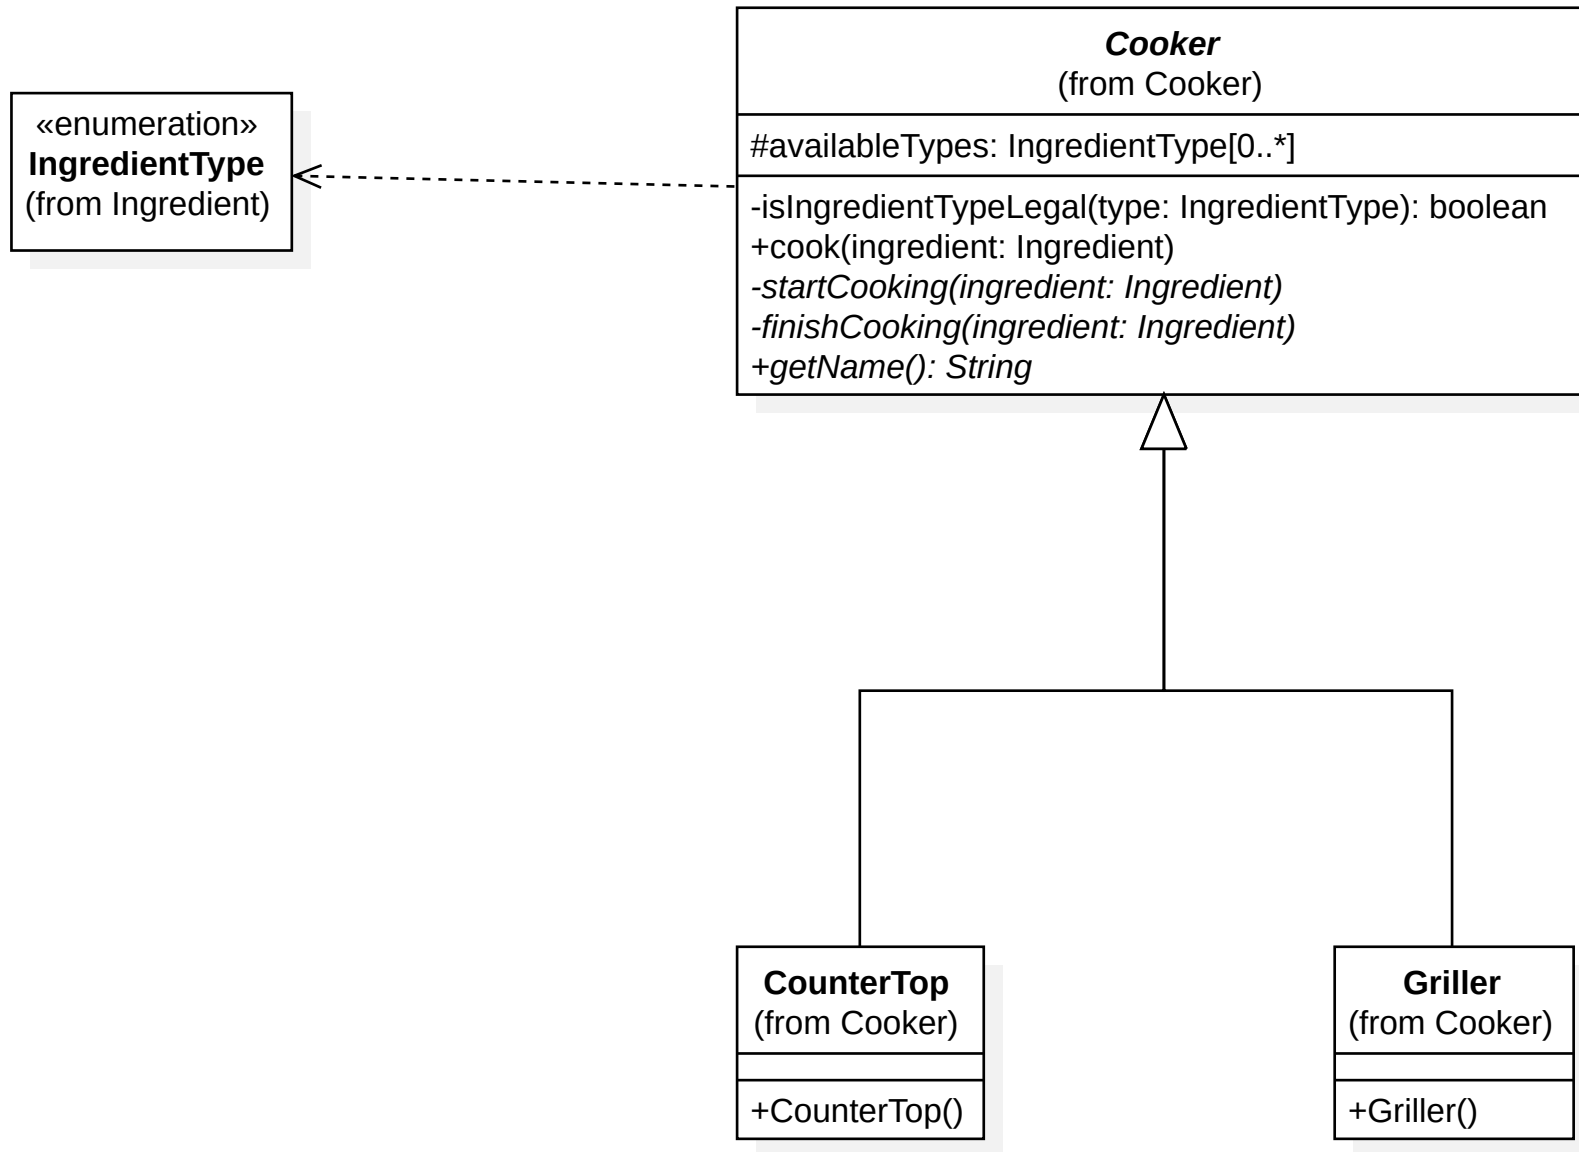 «enumeration»
IngredientType
(from Ingredient)
Cooker
(from Cooker)
#availableTypes: IngredientType[0..*]
-isIngredientTypeLegal(type: IngredientType): boolean
+cook(ingredient: Ingredient)
-startCooking(ingredient: Ingredient)
-finishCooking(ingredient: Ingredient)
+getName(): String
CounterTop
(from Cooker)
+CounterTop()
Griller
(from Cooker)
+Griller()